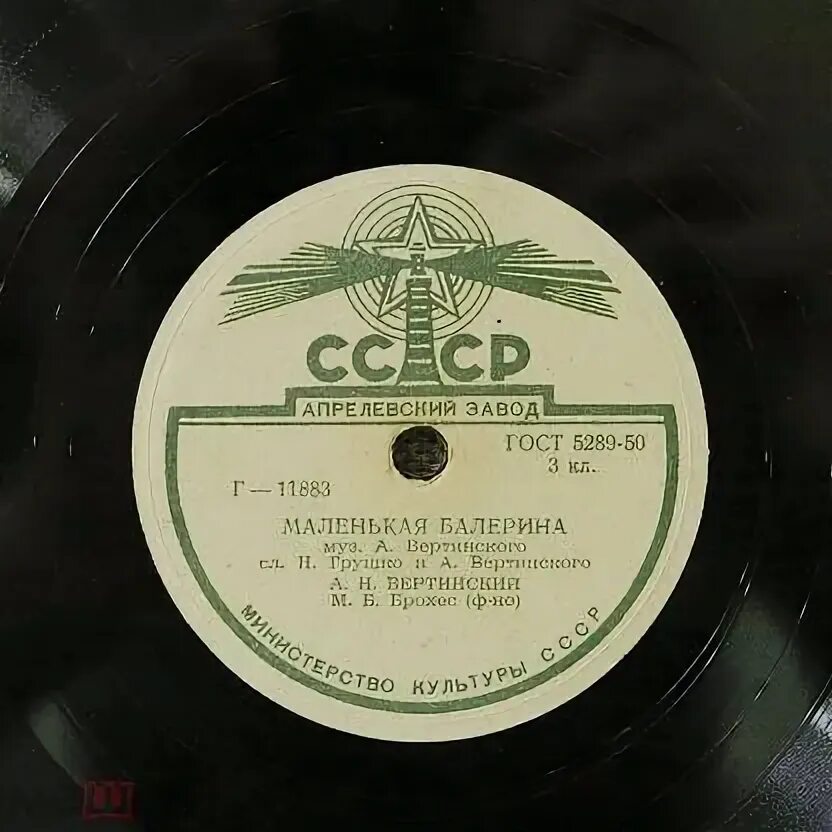 СССР
АПРЕЛЕВСКИЙ ЗАВОД
ГОСТ 5289-50
3 кл.
Г — 11883
МАЛЕНЬКАЯ БАЛЕРИНА
муз. А. Вертинского
сл. Н. Грушко и А. Вертинского
А. Н. ВЕРТИНСКИЙ
М. Б. Брохес (ф-но)
МИНИСТЕРСТВО КУЛЬТУРЫ СССР